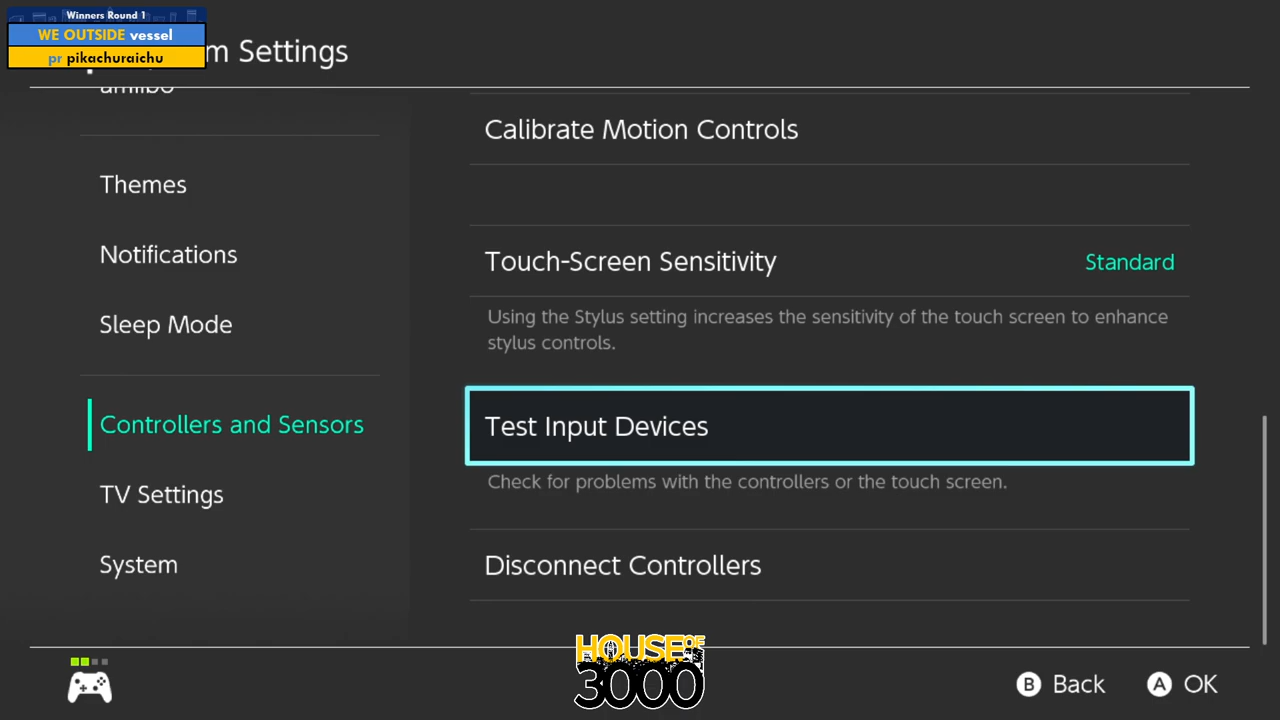 Winners Round 1
WE OUTSIDE vessel
pr pikachuraichu
m Settings
amiibo
Themes
Notifications
Sleep Mode
Controllers and Sensors
TV Settings
System
Calibrate Motion Controls
Touch-Screen Sensitivity Standard
Using the Stylus setting increases the sensitivity of the touch screen to enhance
stylus controls.
Test Input Devices
Check for problems with the controllers or the touch screen.
Disconnect Controllers
HOUSE OF
3000
B Back A OK